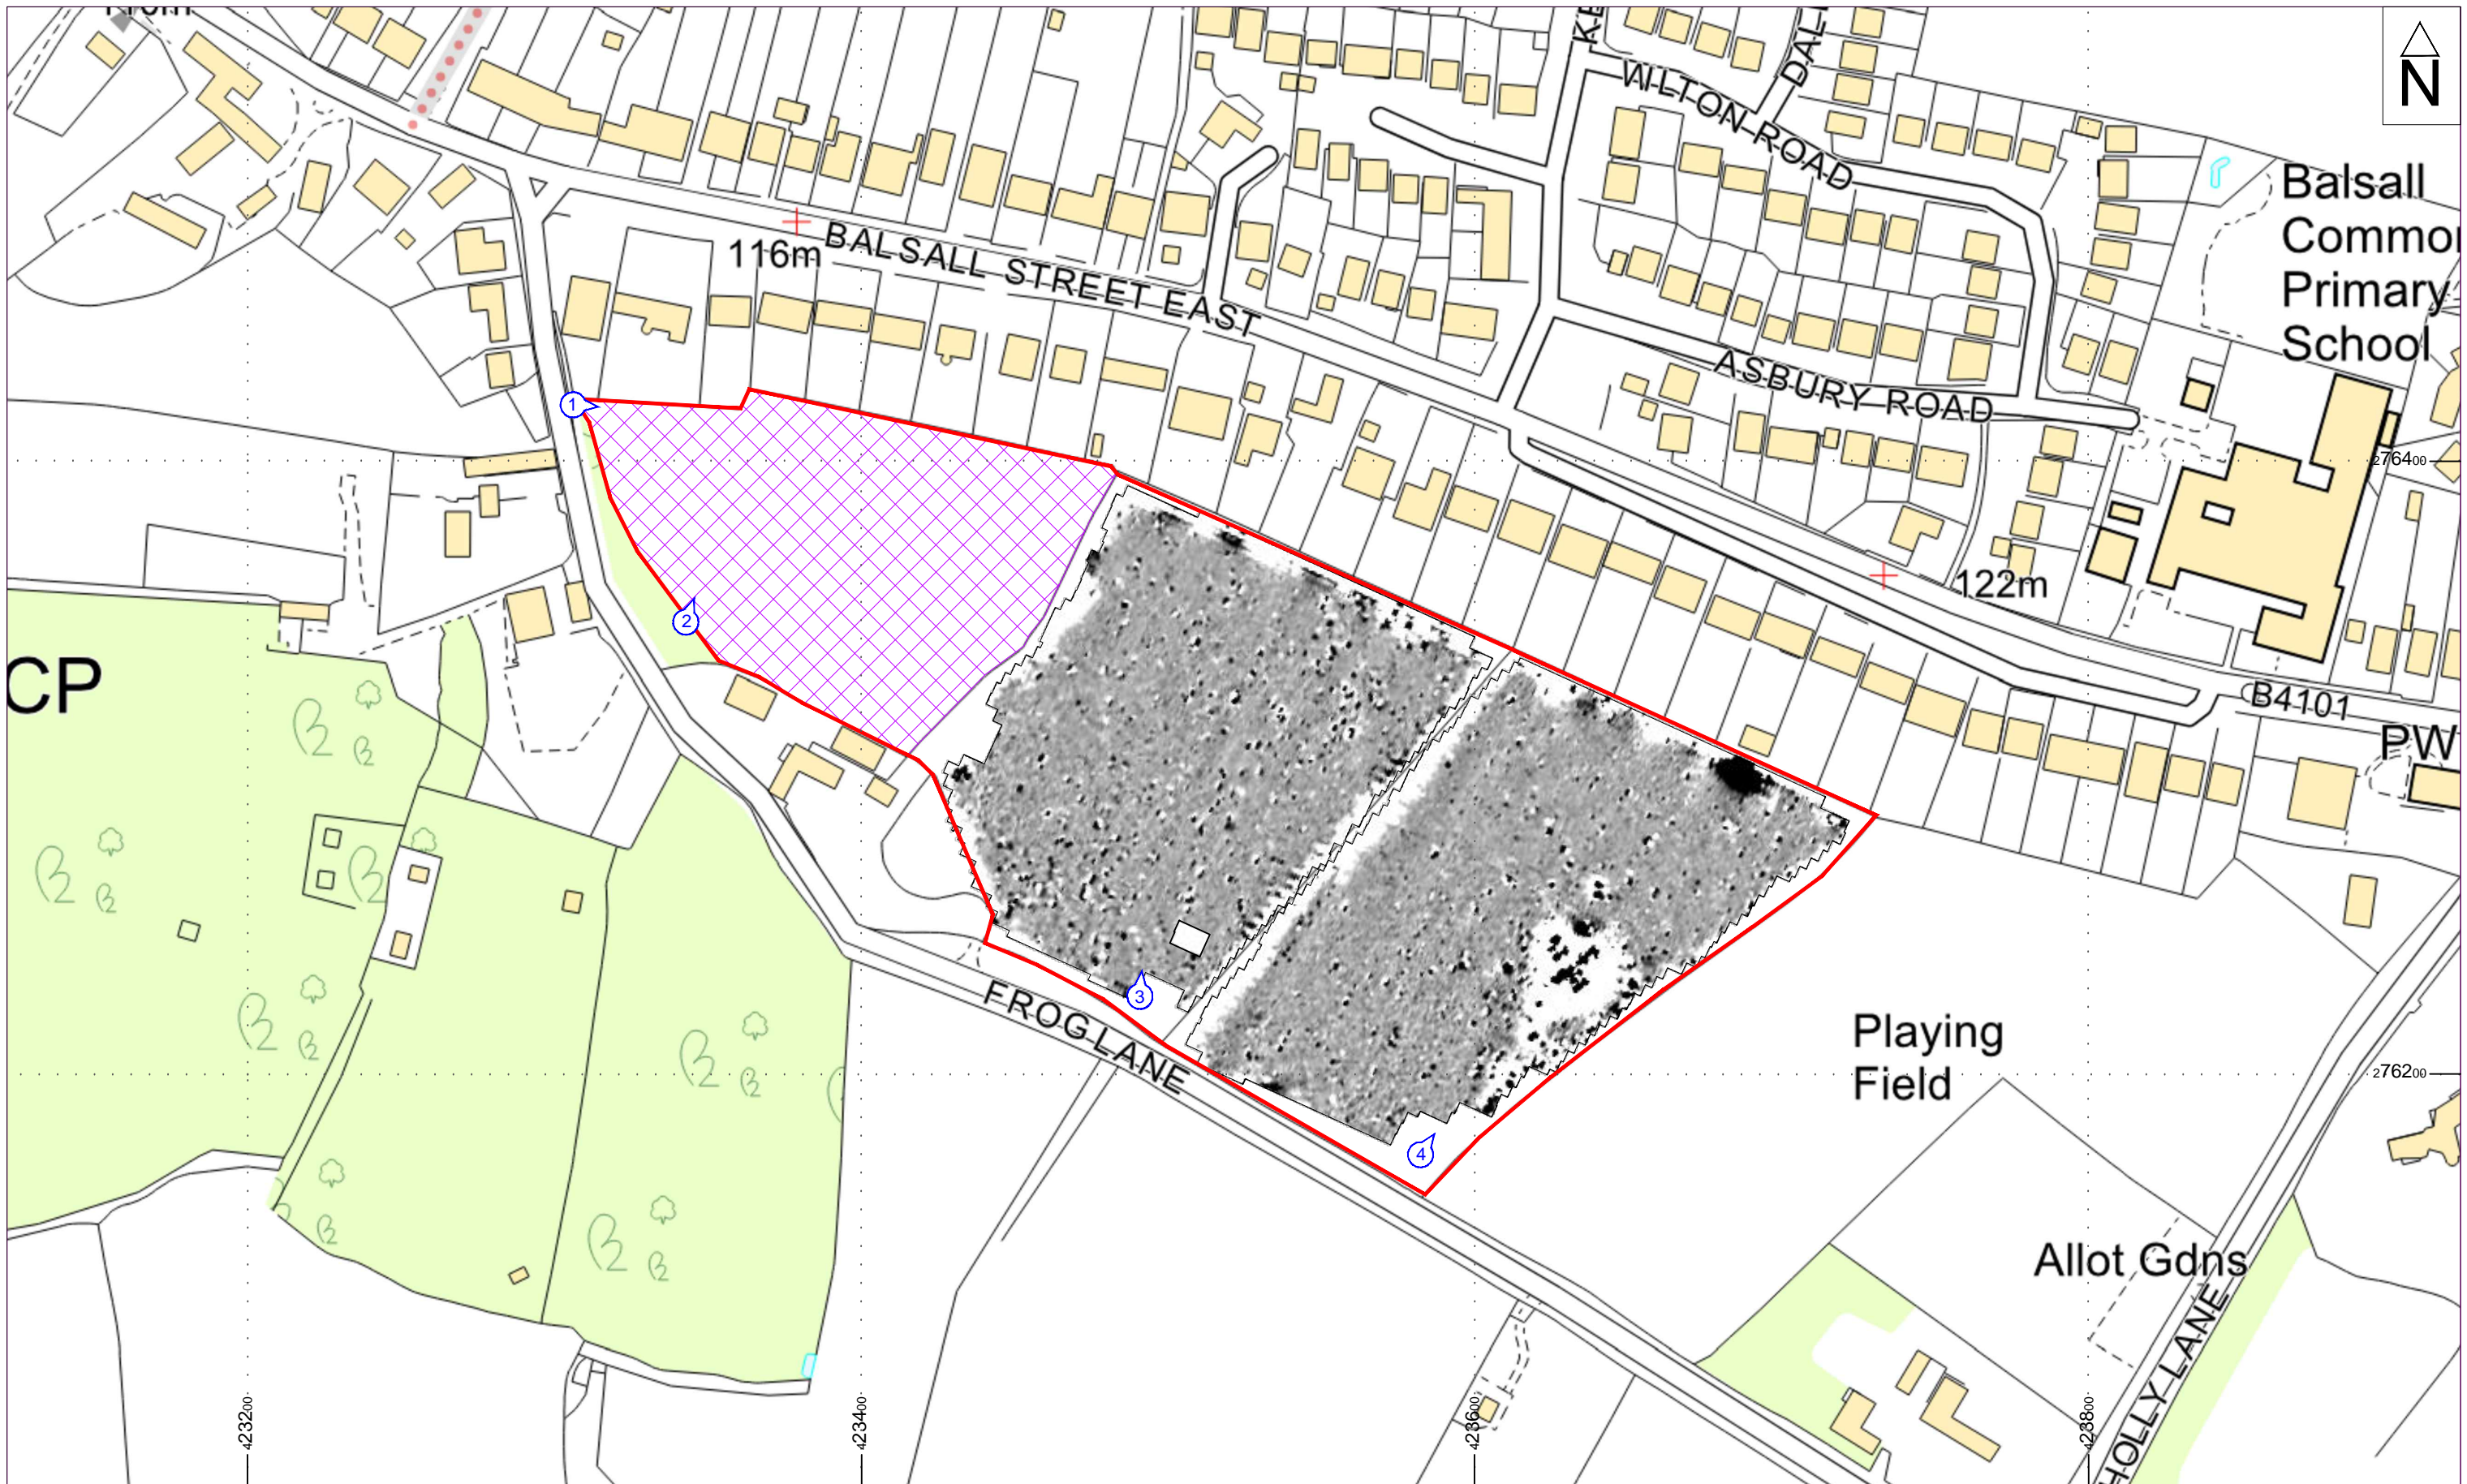 N
WILTON ROAD
Balsall
Common
Primary
School
116m
BALSALL STREET EAST
ASBURY ROAD
1
276400
122m
2
CP
B4101
PW
3
FROG LANE
Playing
Field
276200
4
Allot Gdns
HOLLY LANE
423200
423400
423600
423800